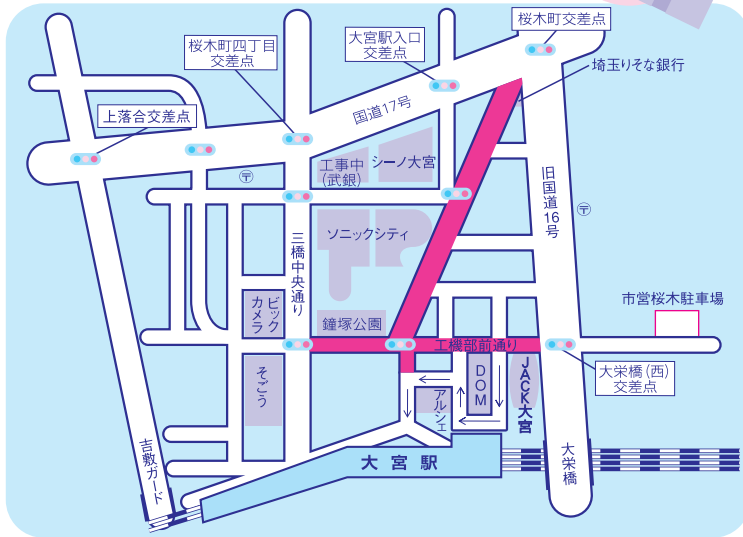 桜木町交差点
桜木町四丁目
交差点
大宮駅入口
交差点
埼玉りそな銀行
上落合交差点
国道17号
工事中
(武銀)
シーノ大宮
〒
旧国道16号
〒
三橋中央通り
ソニックシティ
ビック
カメラ
鐘塚公園
市営桜木駐車場
工機部前通り
そごう
アルシェ
DOM
JACK大宮
大栄橋(西)
交差点
吉敷ガード
大宮駅
大栄橋